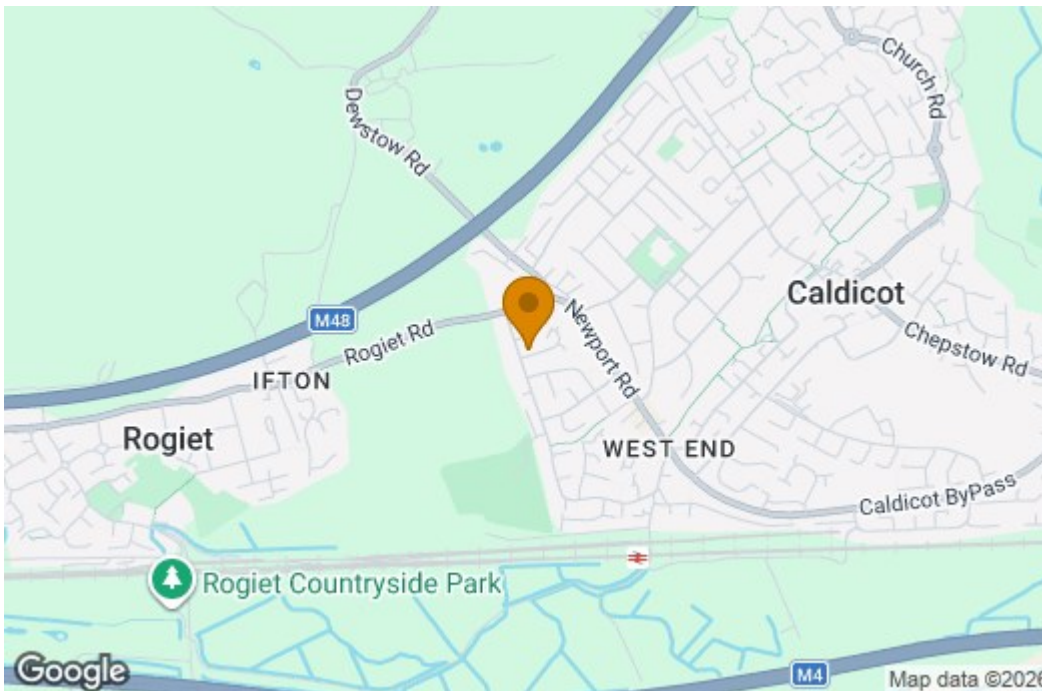 Church Rd
Dewstow Rd
Caldicot
M48
Newport Rd
Rogiet Rd
Chepstow Rd
IFTON
Rogiet
WEST END
Caldicot ByPass
Rogiet Countryside Park
Google
M4
Map data ©2026